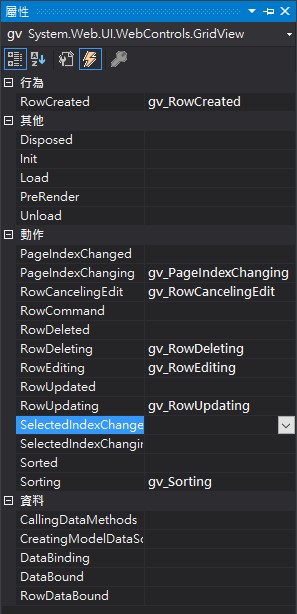 屬性
gv System.Web.UI.WebControls.GridView
行為
RowCreated gv_RowCreated
其他
Disposed
Init
Load
PreRender
Unload
動作
PageIndexChanged
PageIndexChanging gv_PageIndexChanging
RowCancelingEdit gv_RowCancelingEdit
RowCommand
RowDeleted
RowDeleting gv_RowDeleting
RowEditing gv_RowEditing
RowUpdated
RowUpdating gv_RowUpdating
SelectedIndexChange
SelectedIndexChangin
Sorted
Sorting gv_Sorting
資料
CallingDataMethods
CreatingModelDataSo
DataBinding
DataBound
RowDataBound